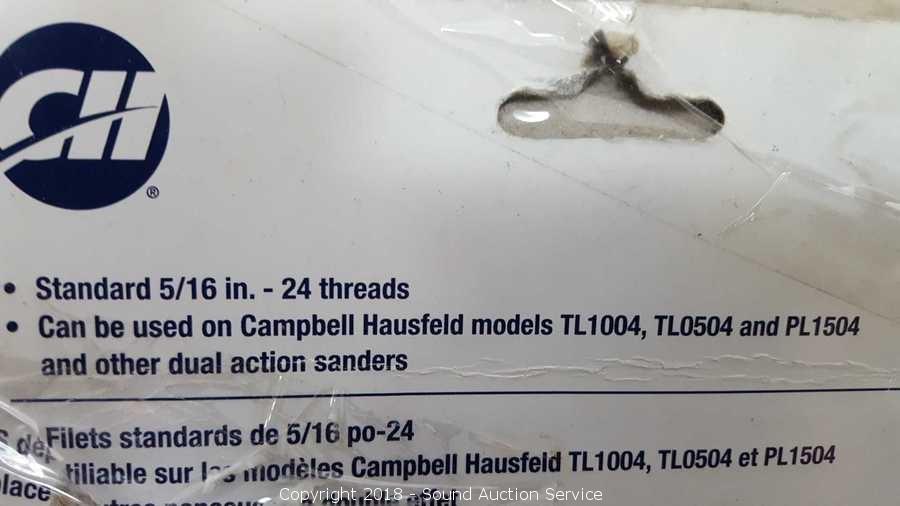 CH
®
• Standard 5/16 in. - 24 threads
• Can be used on Campbell Hausfeld models TL1004, TL0504 and PL1504
and other dual action sanders
Filets standards de 5/16 po-24
modèles Campbell Hausfeld TL1004, TL0504 et PL1504
Copyright 2018 - Sound Auction Service